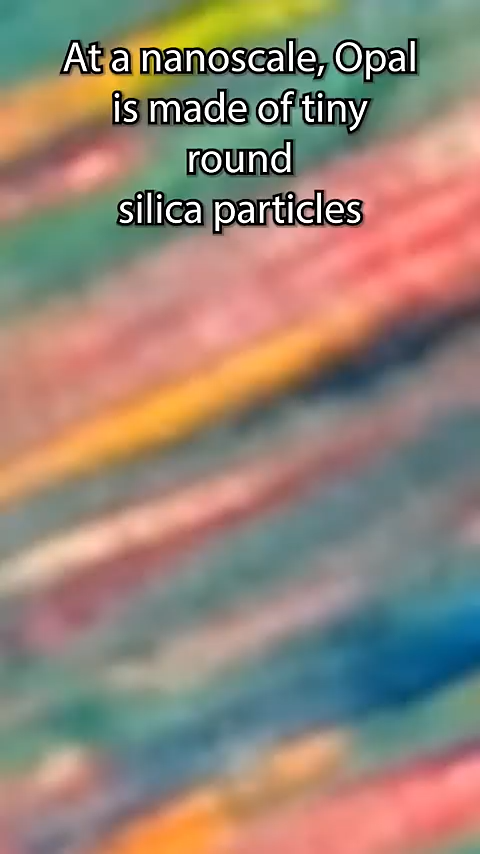 At a nanoscale, Opal
is made of tiny
round
silica particles